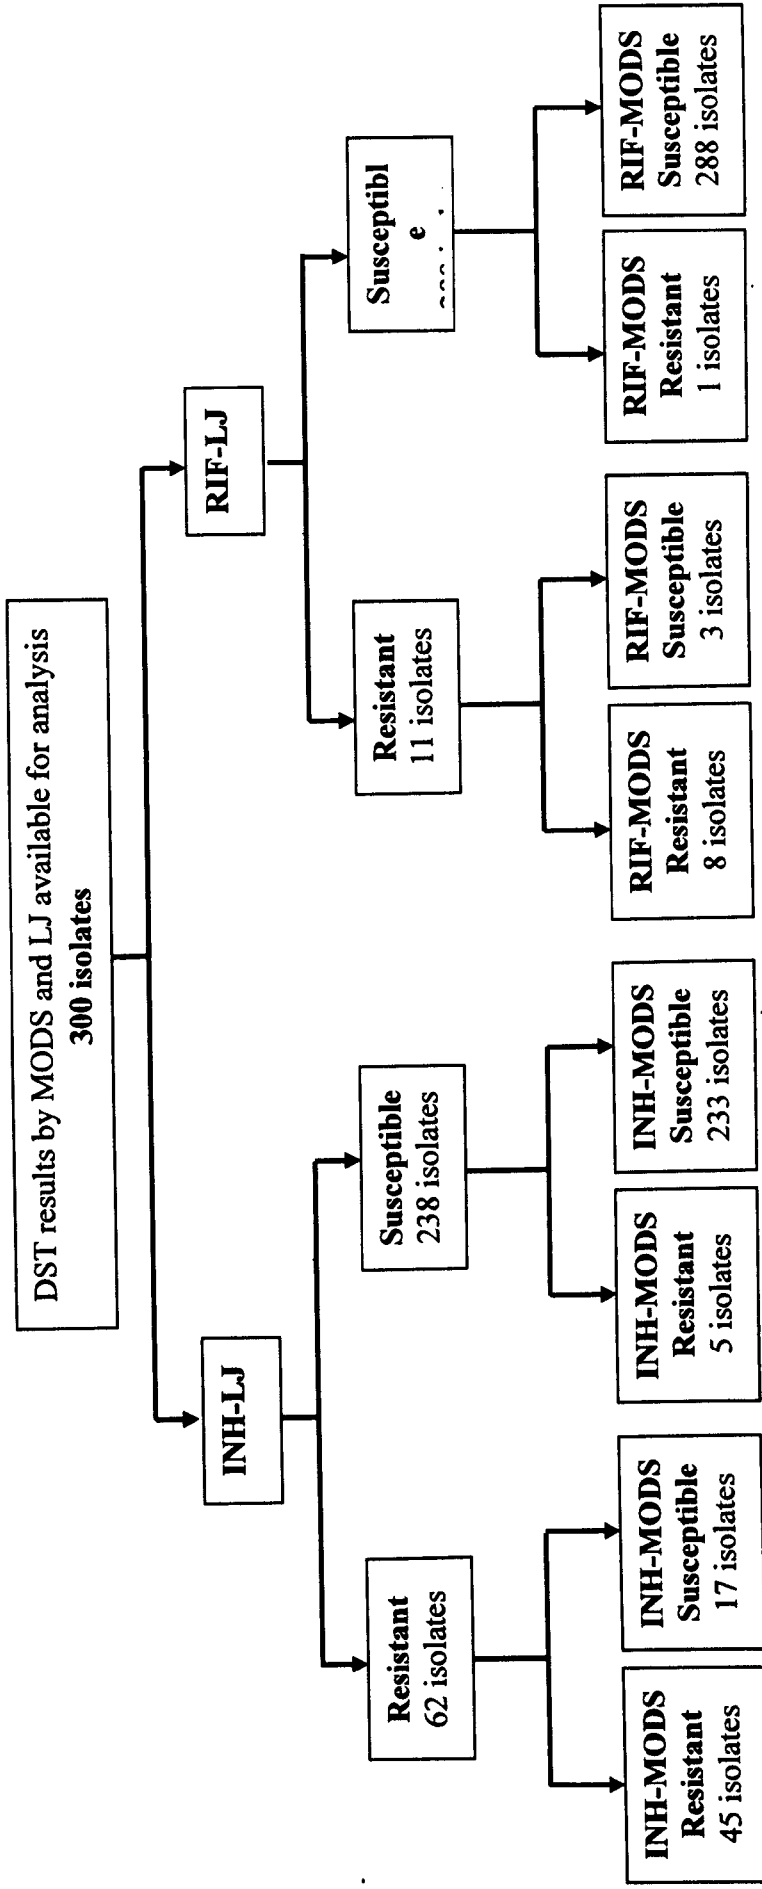 DST results by MODS and LJ available for analysis
300 isolates
INH-LJ
RIF-LJ
Resistant
62 isolates
Susceptible
238 isolates
Resistant
11 isolates
Susceptibl
e
INH-MODS
Resistant
45 isolates
INH-MODS
Susceptible
17 isolates
INH-MODS
Resistant
5 isolates
INH-MODS
Susceptible
233 isolates
RIF-MODS
Resistant
8 isolates
RIF-MODS
Susceptible
3 isolates
RIF-MODS
Resistant
1 isolates
RIF-MODS
Susceptible
288 isolates